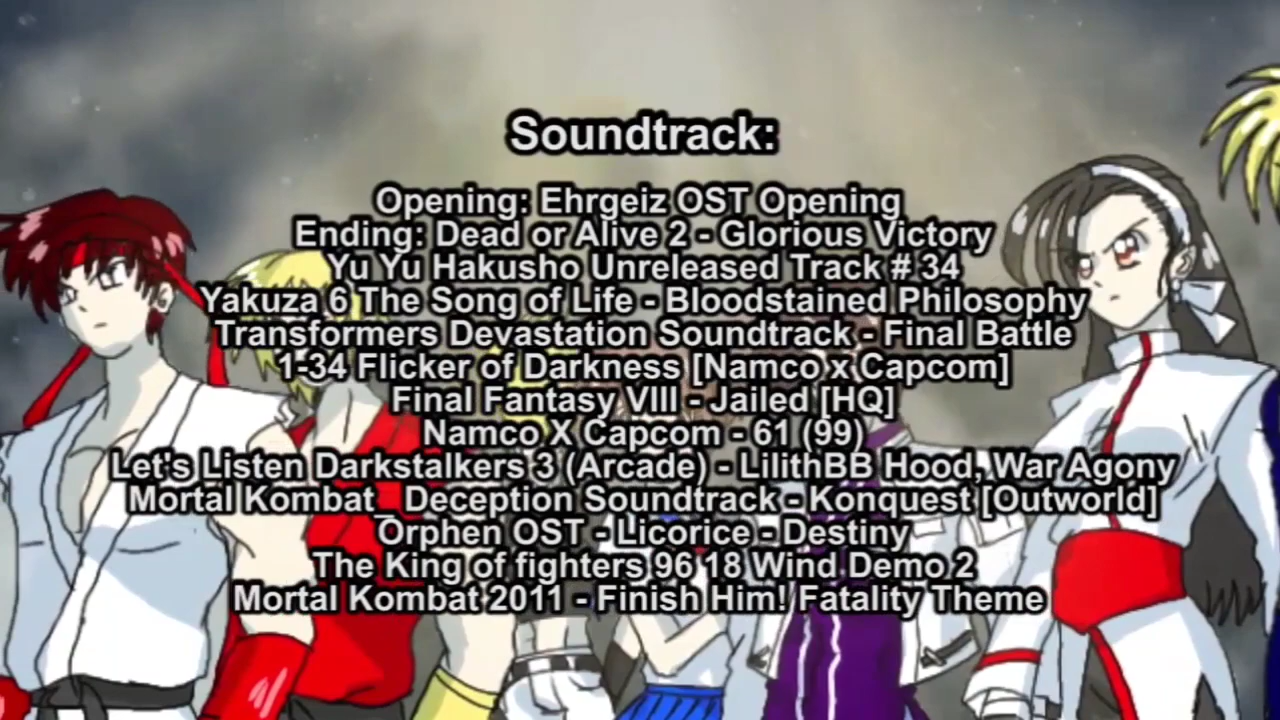 Soundtrack:
Opening: Ehrgeiz OST Opening
Ending: Dead or Alive 2 - Glorious Victory
Yu Yu Hakusho Unreleased Track # 34
Yakuza 6 The Song of Life - Bloodstained Philosophy
Transformers Devastation Soundtrack - Final Battle
1-34 Flicker of Darkness [Namco x Capcom]
Final Fantasy VIII - Jailed [HQ]
Namco X Capcom - 61 (99)
Let's Listen Darkstalkers 3 (Arcade) - LilithBB Hood, War Agony
Mortal Kombat_ Deception Soundtrack - Konquest [Outworld]
Orphen OST - Licorice - Destiny
The King of fighters 96 18 Wind Demo 2
Mortal Kombat 2011 - Finish Him! Fatality Theme